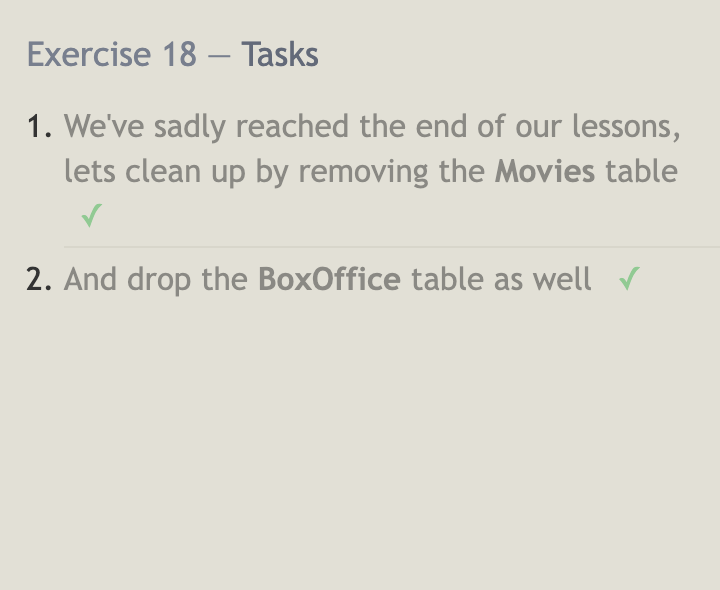 Exercise 18 — Tasks
1. We've sadly reached the end of our lessons,
lets clean up by removing the Movies table
✓
2. And drop the BoxOffice table as well ✓